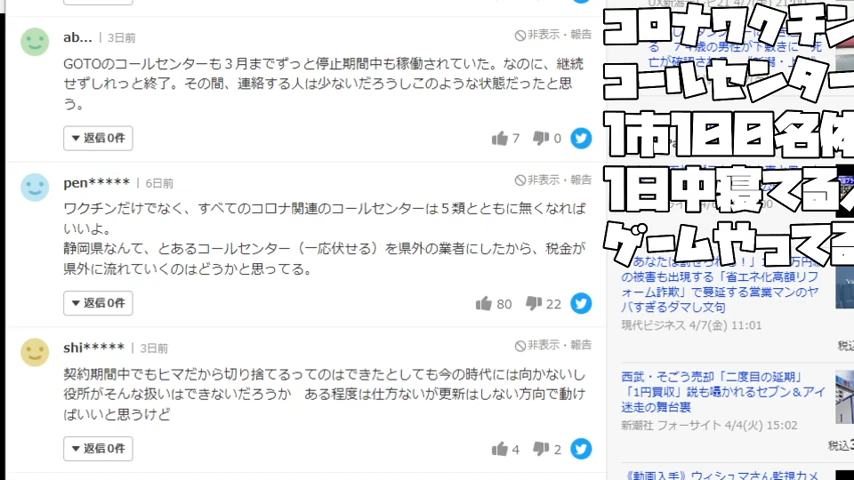 ab... | 3日前
非表示・報告
GOTOのコールセンターも３月までずっと停止期間中も稼働されていた。なのに、継続
せずしれっと終了。その間、連絡する人は少ないだろうしこのような状態だったと思
う。
返信0件
7
0
pen***** | 6日前
非表示・報告
ワクチンだけでなく、すべてのコロナ関連のコールセンターは５類とともに無くなれば
いいよ。
静岡県なんて、とあるコールセンター（一応伏せる）を県外の業者にしたから、税金が
県外に流れていくのはどうかと思ってる。
返信0件
80
22
shi***** | 3日前
非表示・報告
契約期間中でもヒマだから切り捨てるってのはできたとしても今の時代には向かないし
役所がそんな扱いはできないだろうか　ある程度は仕方ないが更新はしない方向で動け
ばいいと思うけど
返信0件
4
2
コロナワクチン
コールセンター
1市100名体
1日中寝てる人
ゲームやってる
の被害も出現する「省エネ化高額リフ
ォーム詐欺」で蔓延する営業マンのヤ
バすぎるダマし文句
現代ビジネス 4/7(金) 11:01
西武・そごう売却「二度目の延期」
「1円買収」説も囁かれるセブン＆アイ
迷走の舞台裏
新潮社 フォーサイト 4/4(火) 15:02
税込
《動画入手》ウィシュマさん監視カメ